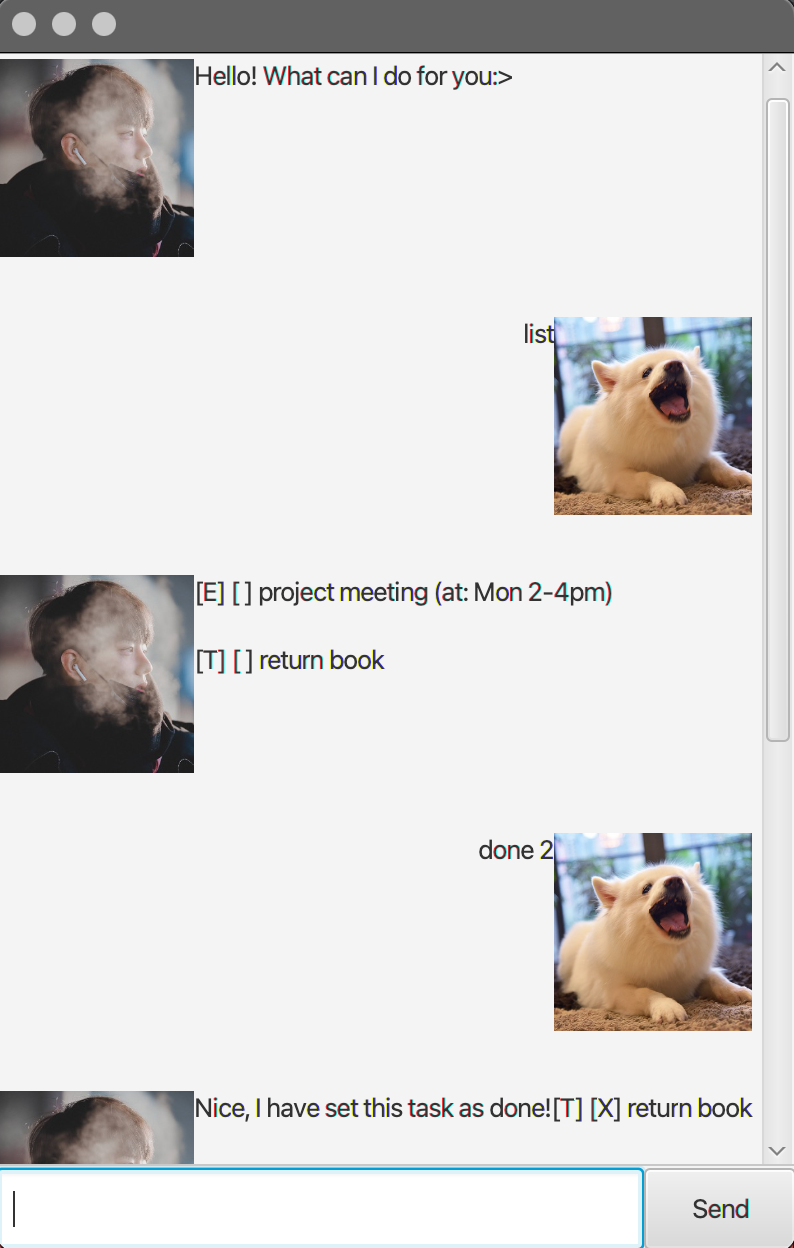 Hello! What can I do for you:>
list
[E] [ ] project meeting (at: Mon 2-4pm)
[T] [ ] return book
done 2
Nice, I have set this task as done![T] [X] return book
Send